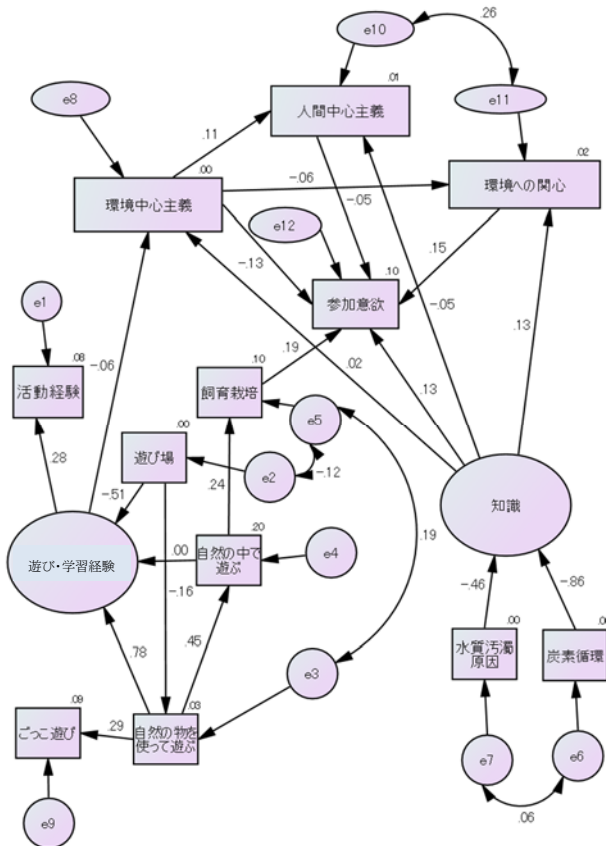 .26
e10
.01
e8
人間中心主義
e11
.11
.02
.00
-.06
環境への関心
環境中心主義
-.05
e12
.15
-.13
.10
e1
参加意欲
-.05
.13
.19
.02
.08
-.06
.10
活動経験
飼育栽培
.13
e5
.00
.28
遊び場
e2
-.12
.24
知識
-.51
.20
.19
e4
遊び・学習経験
.00
自然の中で
遊ぶ
-.16
-.46
-.86
.78
.45
.00
.00
e3
水質汚濁
原因
炭素循環
.09
.03
ごっこ遊び
.29
自然の物を
使って遊ぶ
e7
e6
e9
.06